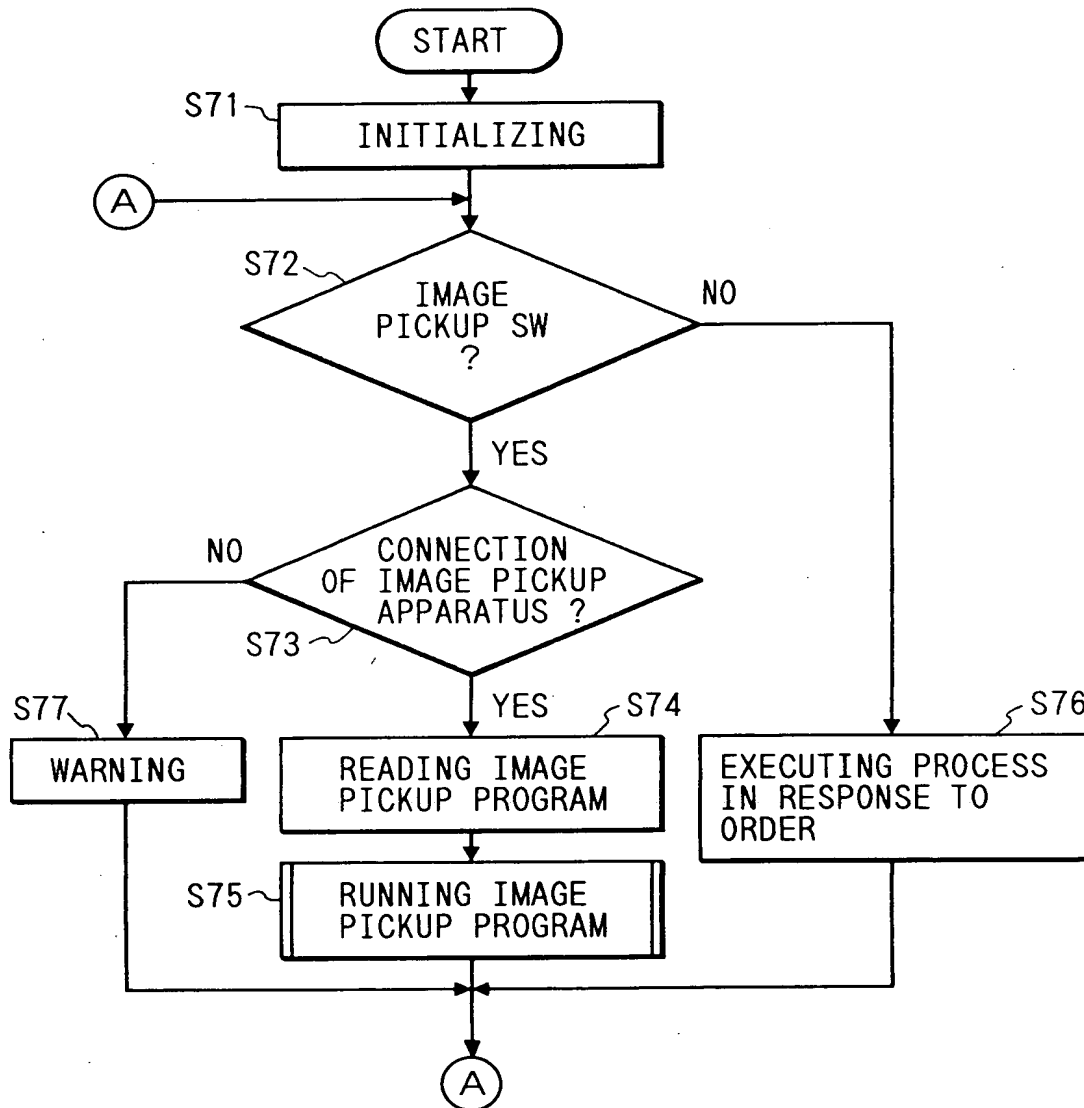 START
S71
INITIALIZING
A
S72
IMAGE
PICKUP SW
?
NO
YES
NO
CONNECTION
OF IMAGE PICKUP
APPARATUS ?
S73
YES
S77
WARNING
S74
READING IMAGE
PICKUP PROGRAM
S76
EXECUTING PROCESS
IN RESPONSE TO
ORDER
S75
RUNNING IMAGE
PICKUP PROGRAM
A